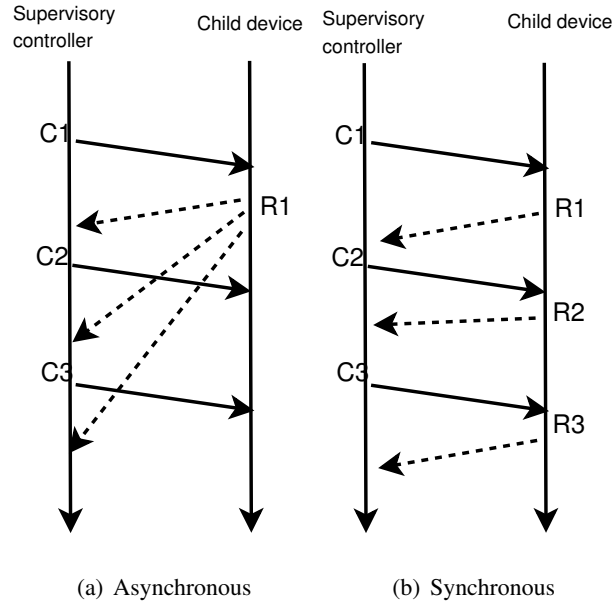 Supervisory
controller
Child device
C1
R1
C2
C3
(a) Asynchronous
Supervisory
controller
Child device
C1
R1
C2
R2
C3
R3
(b) Synchronous